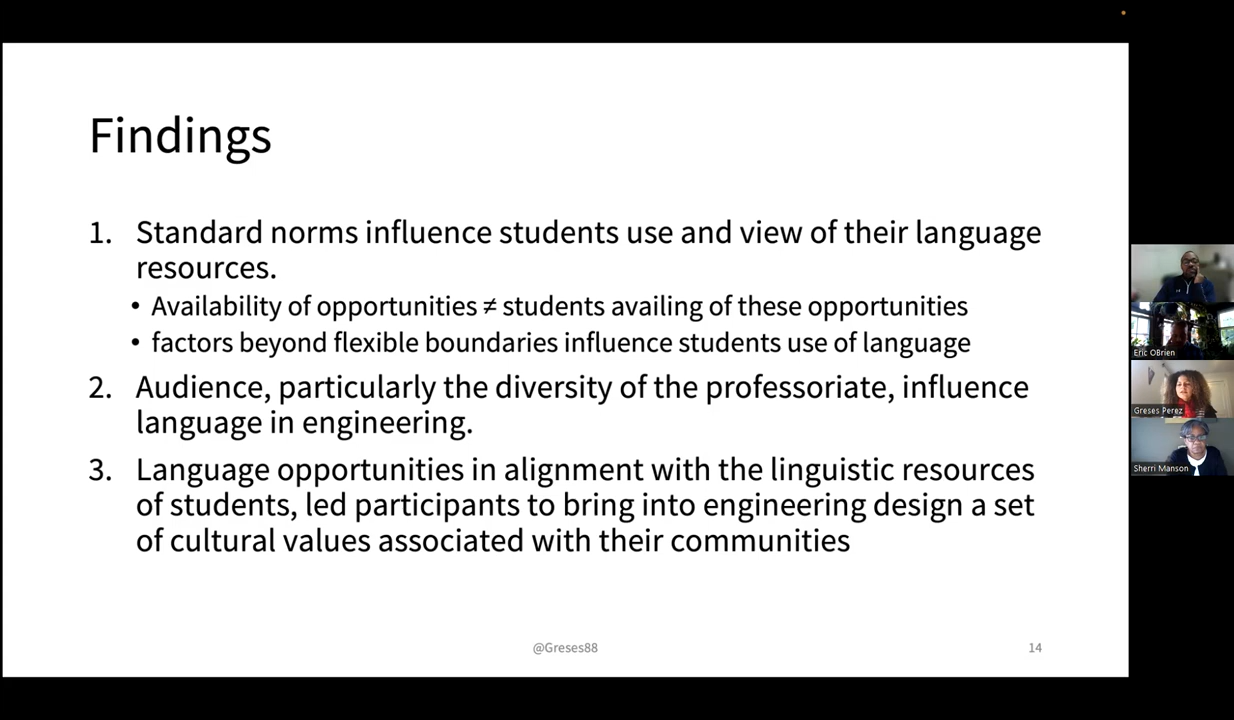 Findings
1. Standard norms influence students use and view of their language
resources.
• Availability of opportunities ≠ students availing of these opportunities
• factors beyond flexible boundaries influence students use of language
2. Audience, particularly the diversity of the professoriate, influence
language in engineering.
3. Language opportunities in alignment with the linguistic resources
of students, led participants to bring into engineering design a set
of cultural values associated with their communities
@Greses88
14
Eric OBrien
Greses Perez
Sherri Manson